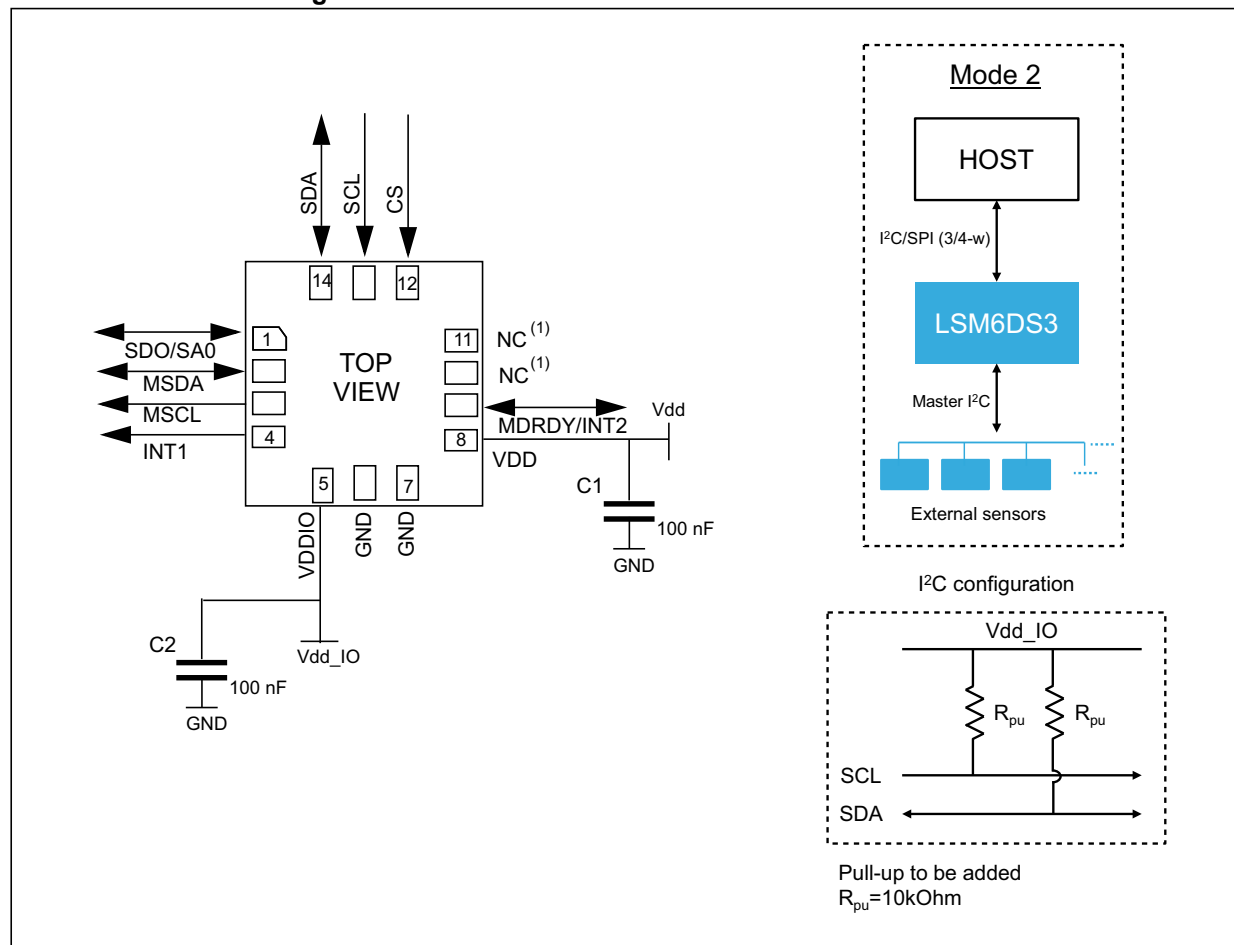 SDA
SCL
CS
14
12
1
11
NC (1)
SDO/SA0
TOP
VIEW
NC (1)
MSDA
MSCL
MDRDY/INT2
Vdd
4
8
INT1
VDD
5
7
C1
100 nF
GND
VDDIO
GND
GND
C2
100 nF
GND
Vdd_IO
Mode 2
HOST
I²C/SPI (3/4-w)
LSM6DS3
Master I²C
External sensors
I²C configuration
Vdd_IO
Rpu
Rpu
SCL
SDA
Pull-up to be added
Rpu=10kOhm